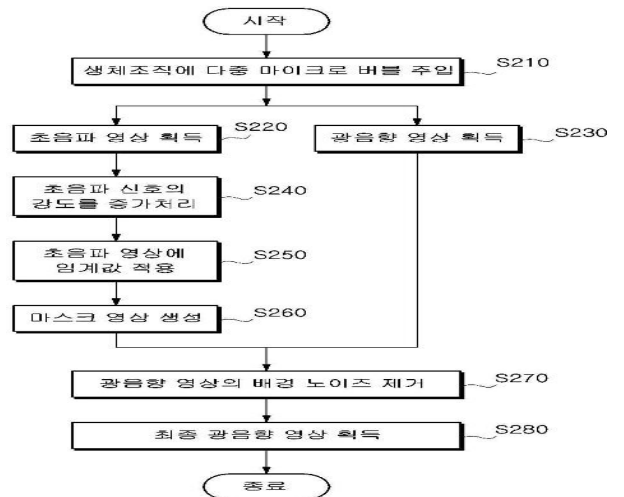 시작
생체조직에 다중 마이크로 버블 주입
S210
초음파 영상 획득
S220
광음향 영상 획득
S230
초음파 신호의
강도를 증가처리
S240
초음파 영상에
임계값 적용
S250
마스크 영상 생성
S260
광음향 영상의 배경 노이즈 제거
S270
최종 광음향 영상 획득
S280
종료